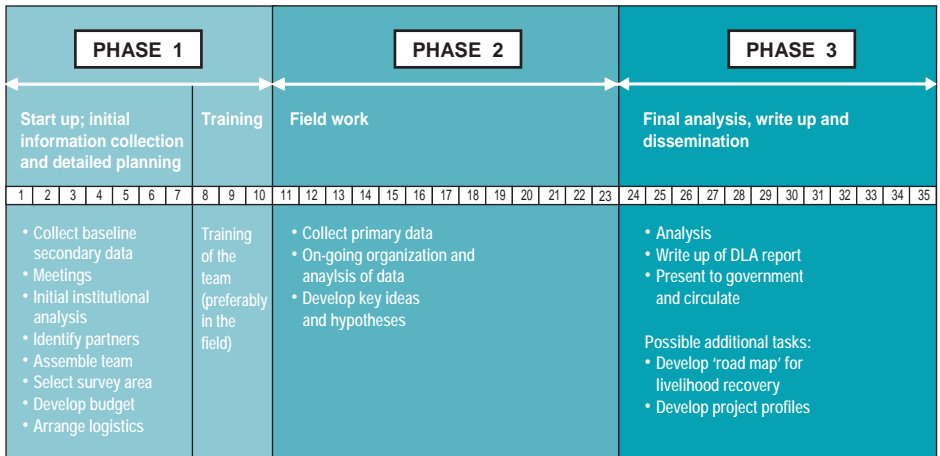 PHASE 1
PHASE 2
PHASE 3
Start up; initial
information collection
and detailed planning
Training
Field work
Final analysis, write up and
dissemination
1 2 3 4 5 6 7 8 9 10 11 12 13 14 15 16 17 18 19 20 21 22 23 24 25 26 27 28 29 30 31 32 33 34 35
• Collect baseline
secondary data
• Meetings
• Initial institutional
analysis
• Identify partners
• Assemble team
• Select survey area
• Develop budget
• Arrange logistics
Training
of the
team
(preferably
in the
field)
• Collect primary data
• On-going organization and
anaylsis of data
• Develop key ideas
and hypotheses
• Analysis
• Write up of DLA report
• Present to government
and circulate
Possible additional tasks:
• Develop ‘road map’ for
livelihood recovery
• Develop project profiles